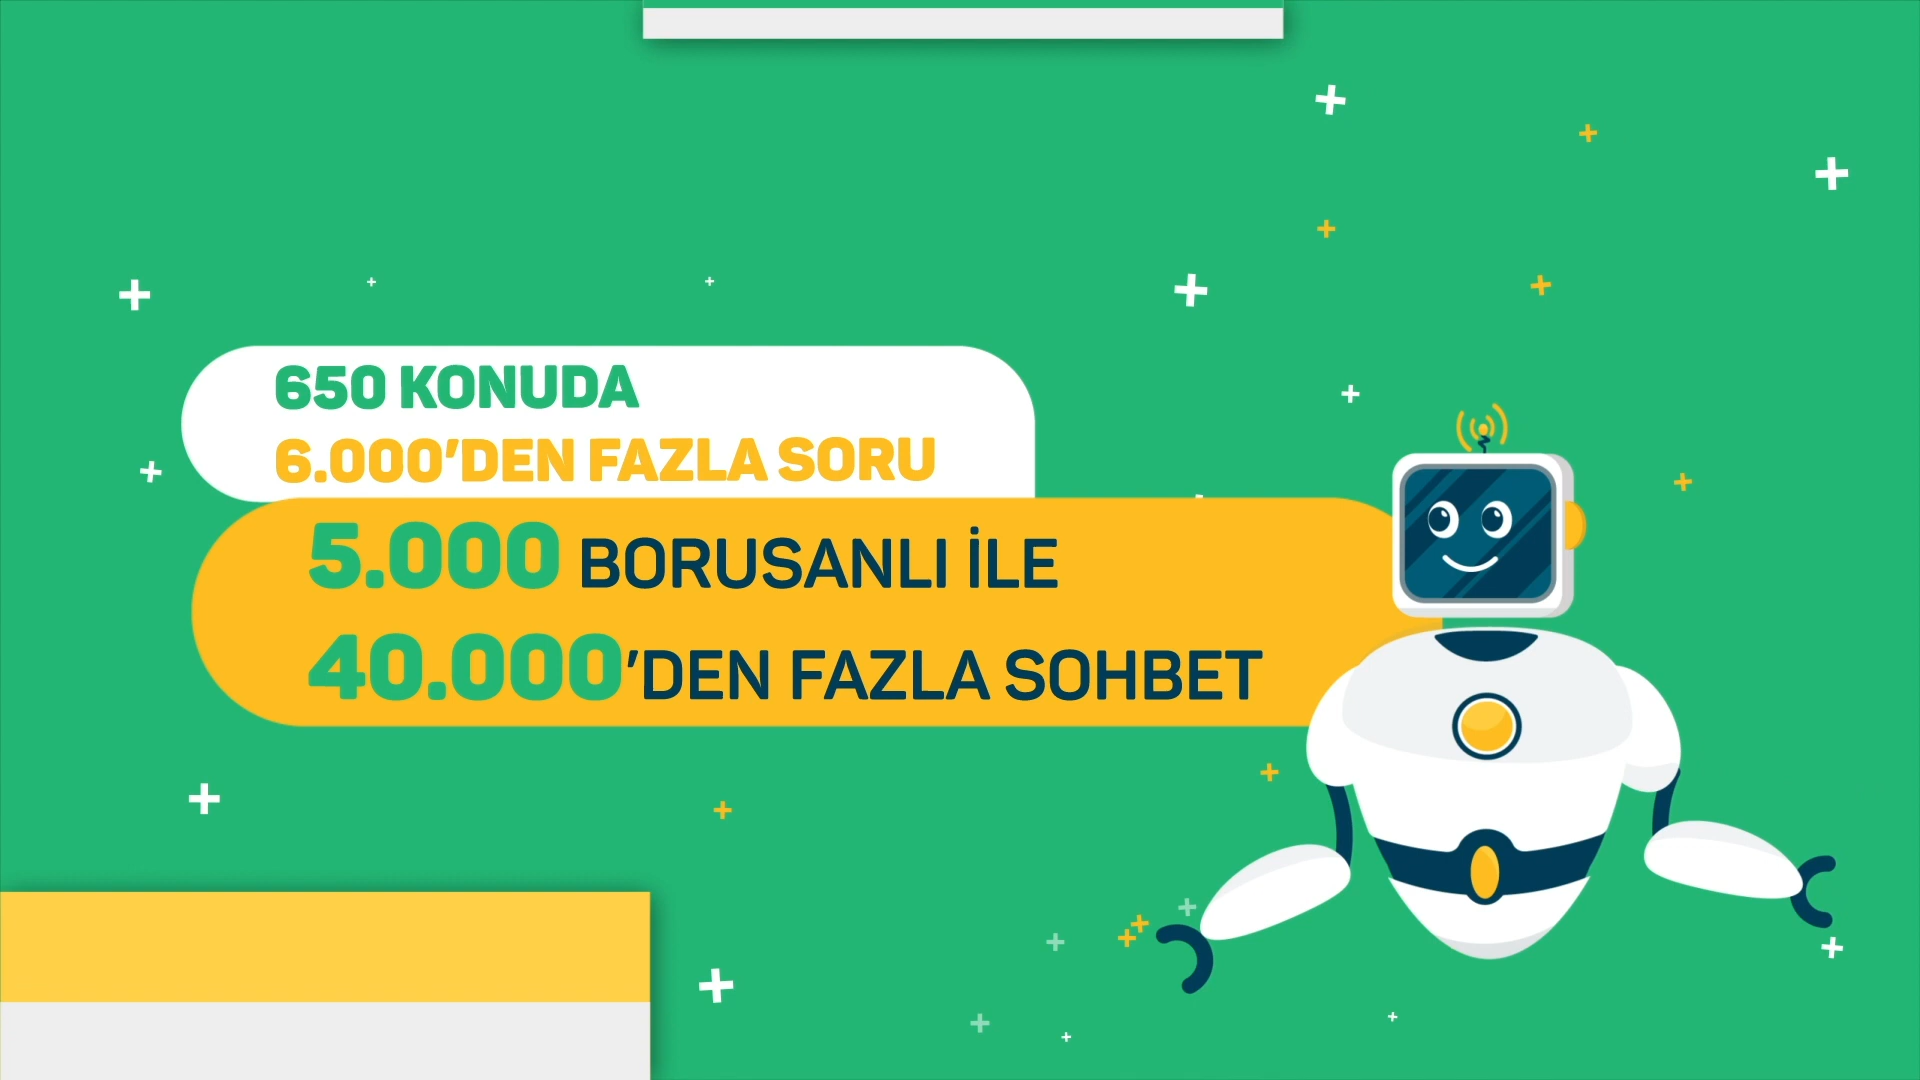 650 KONUDA
6.000'DEN FAZLA SORU
5.000 BORUSANLI İLE
40.000'DEN FAZLA SOHBET